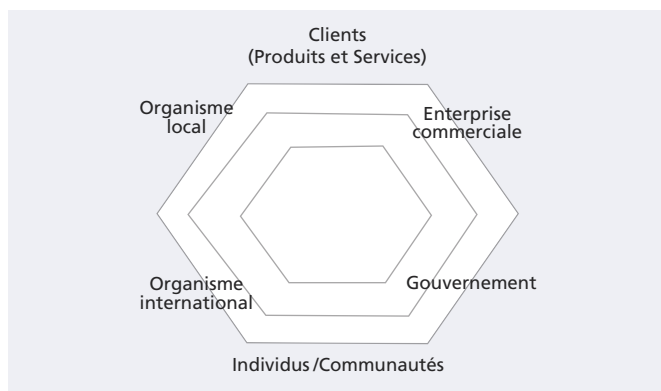 Clients
(Produits et Services)
Organisme
local
Enterprise
commerciale
Organisme
international
Gouvernement
Individus/Communautés